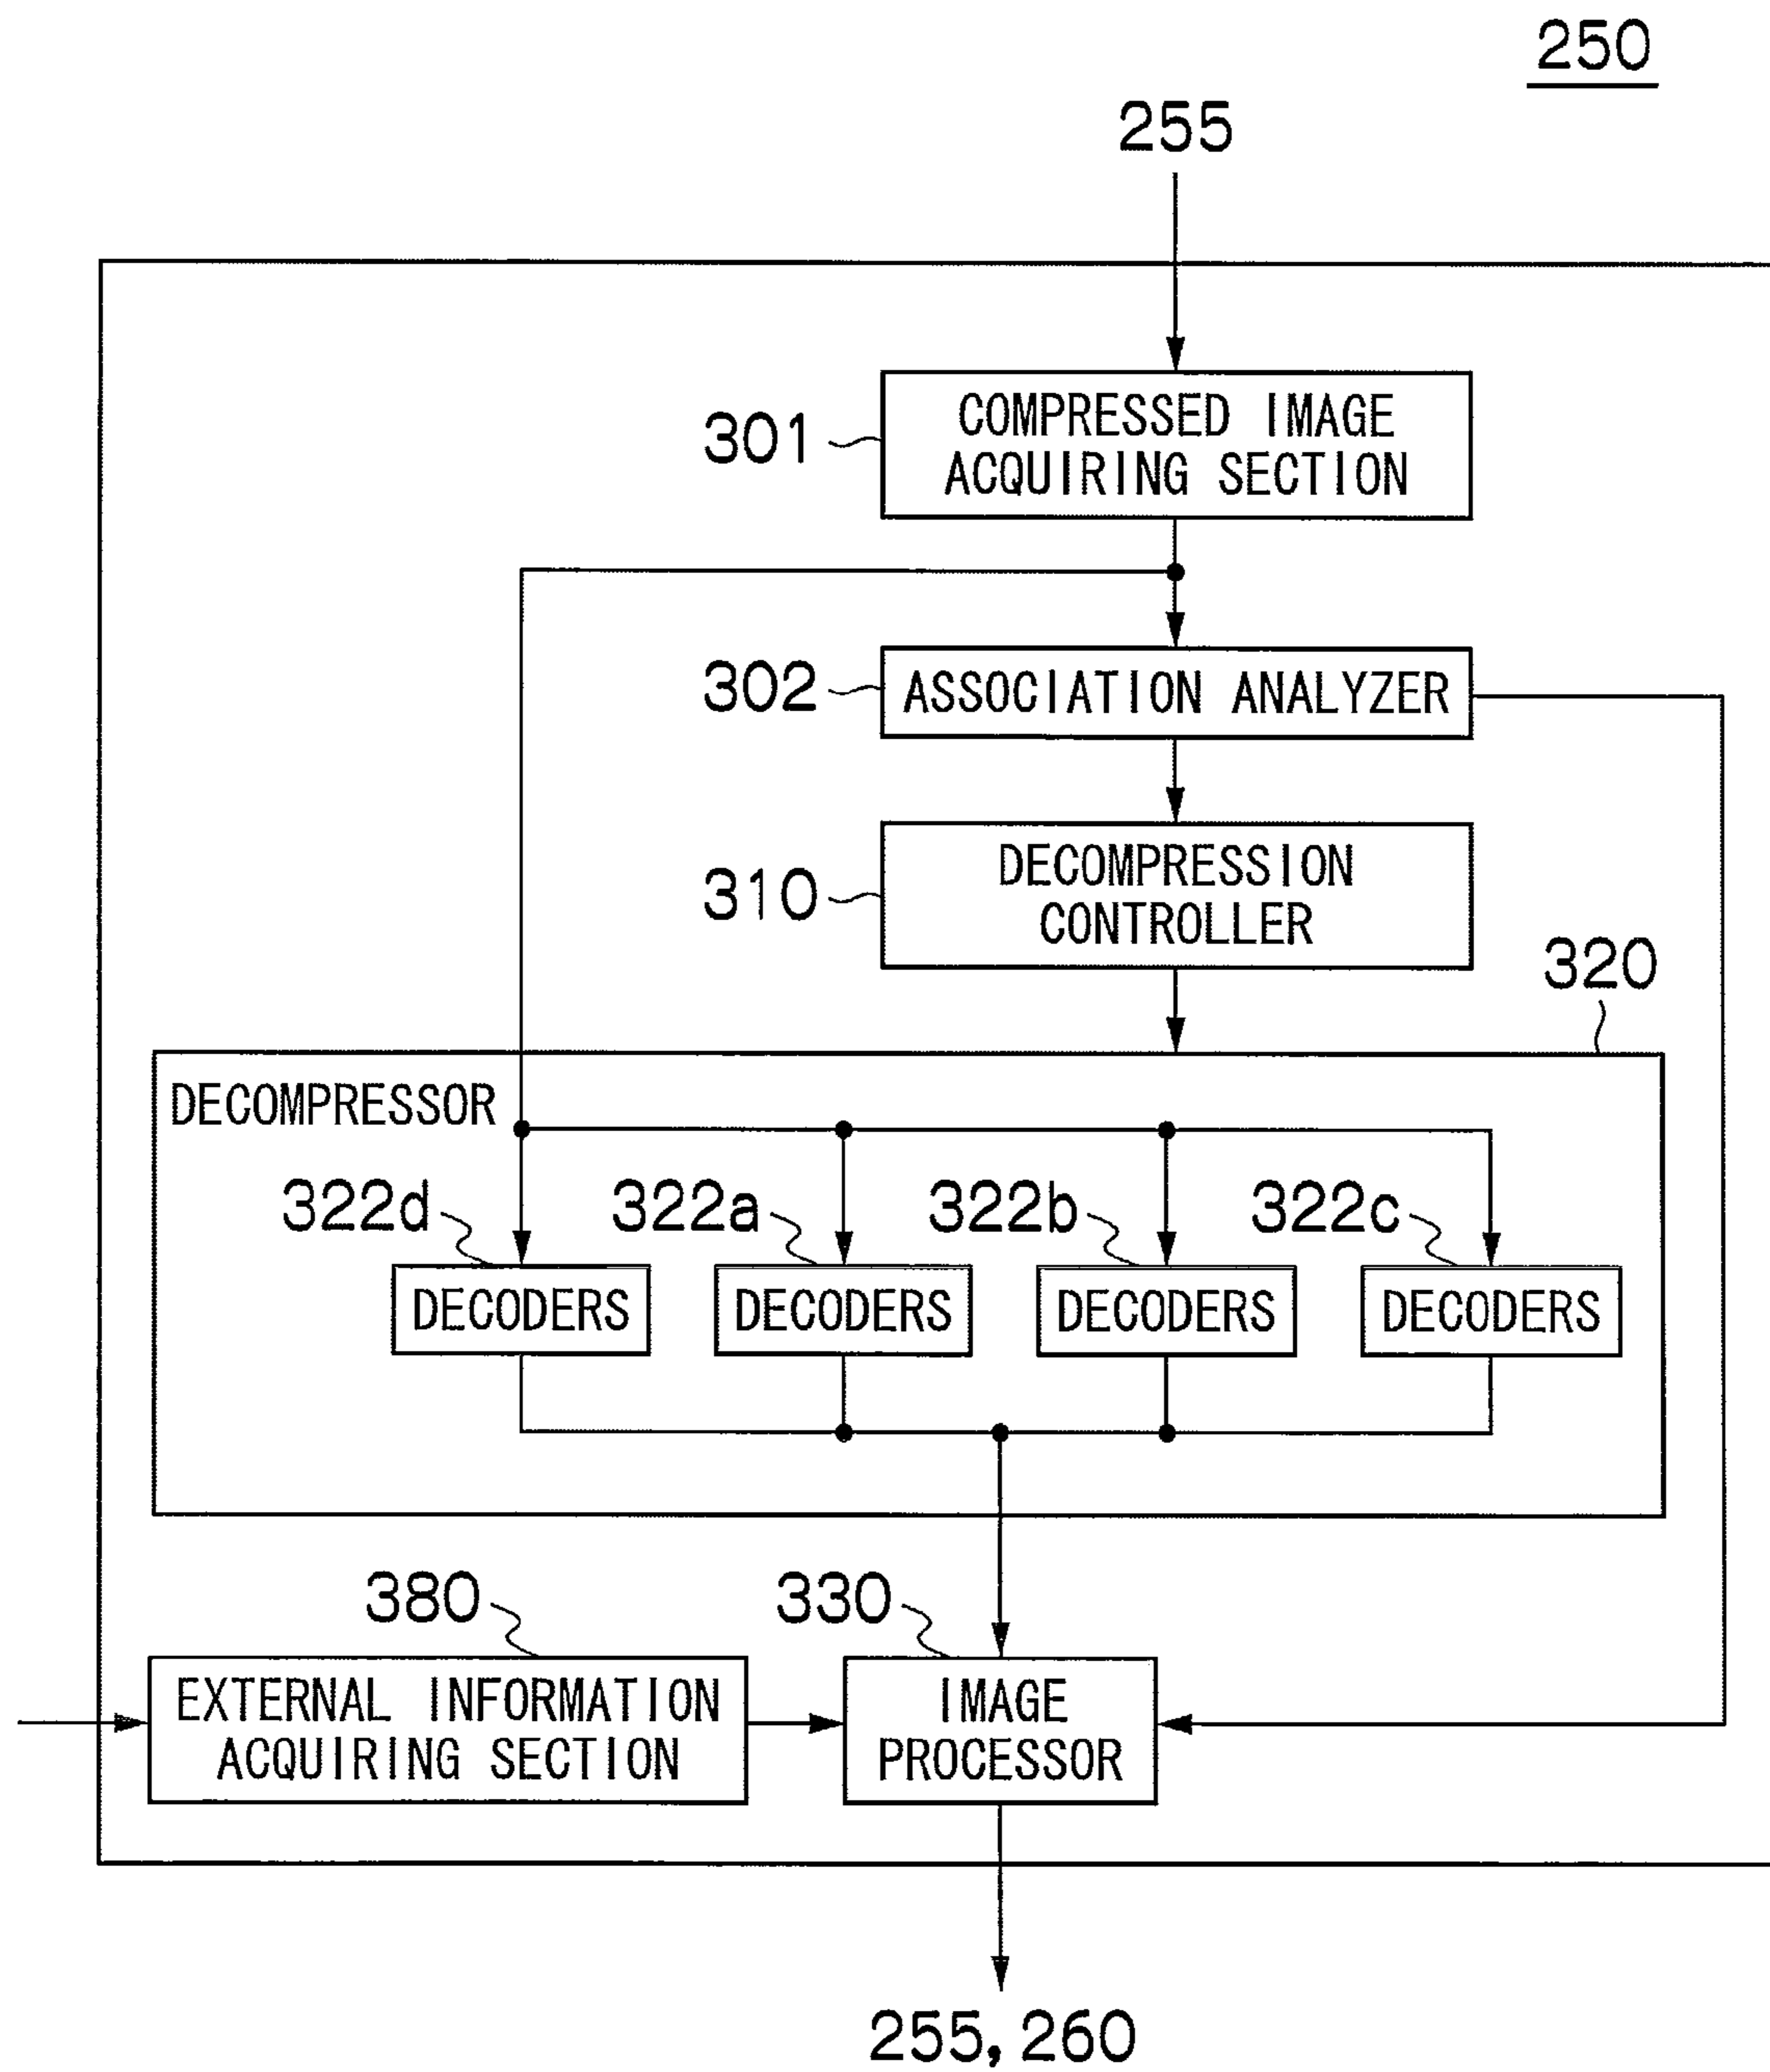 250
255
301
COMPRESSED IMAGE
ACQUIRING SECTION
302
ASSOCIATION ANALYZER
310
DECOMPRESSION
CONTROLLER
320
DECOMPRESSOR
322d
322a
322b
322c
DECODERS
DECODERS
DECODERS
DECODERS
380
330
EXTERNAL INFORMATION
ACQUIRING SECTION
IMAGE
PROCESSOR
255, 260